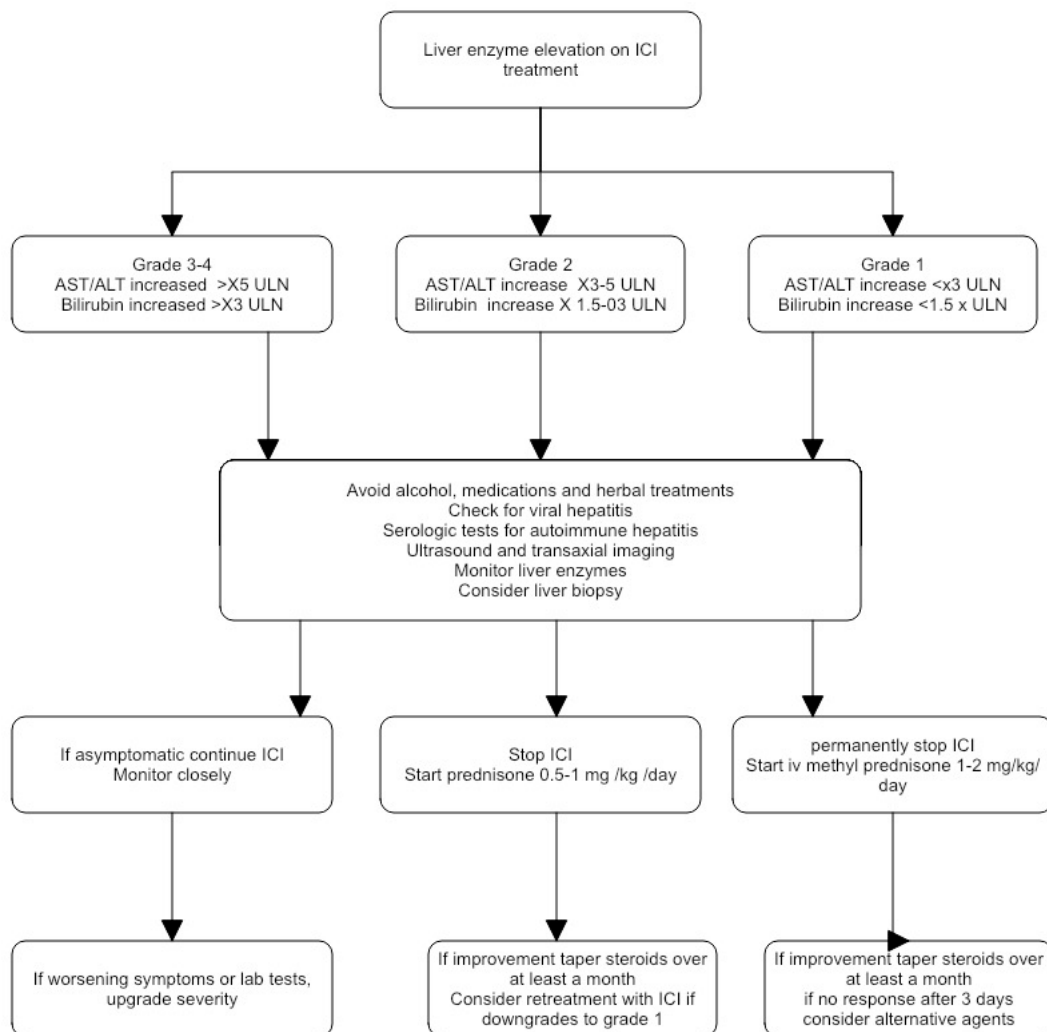 Liver enzyme elevation on ICI
treatment
Grade 3-4
AST/ALT increased >X5 ULN
Bilirubin increased >X3 ULN
Grade 2
AST/ALT increase X3-5 ULN
Bilirubin increase X 1.5-03 ULN
Grade 1
AST/ALT increase <x3 ULN
Bilirubin increase <1.5 x ULN
Avoid alcohol, medications and herbal treatments
Check for viral hepatitis
Serologic tests for autoimmune hepatitis
Ultrasound and transaxial imaging
Monitor liver enzymes
Consider liver biopsy
If asymptomatic continue ICI
Monitor closely
Stop ICI
Start prednisone 0.5-1 mg /kg /day
permanently stop ICI
Start iv methyl prednisone 1-2 mg/kg/
day
If worsening symptoms or lab tests,
upgrade severity
If improvement taper steroids over
at least a month
Consider retreatment with ICI if
downgrades to grade 1
If improvement taper steroids over
at least a month
if no response after 3 days
consider alternative agents